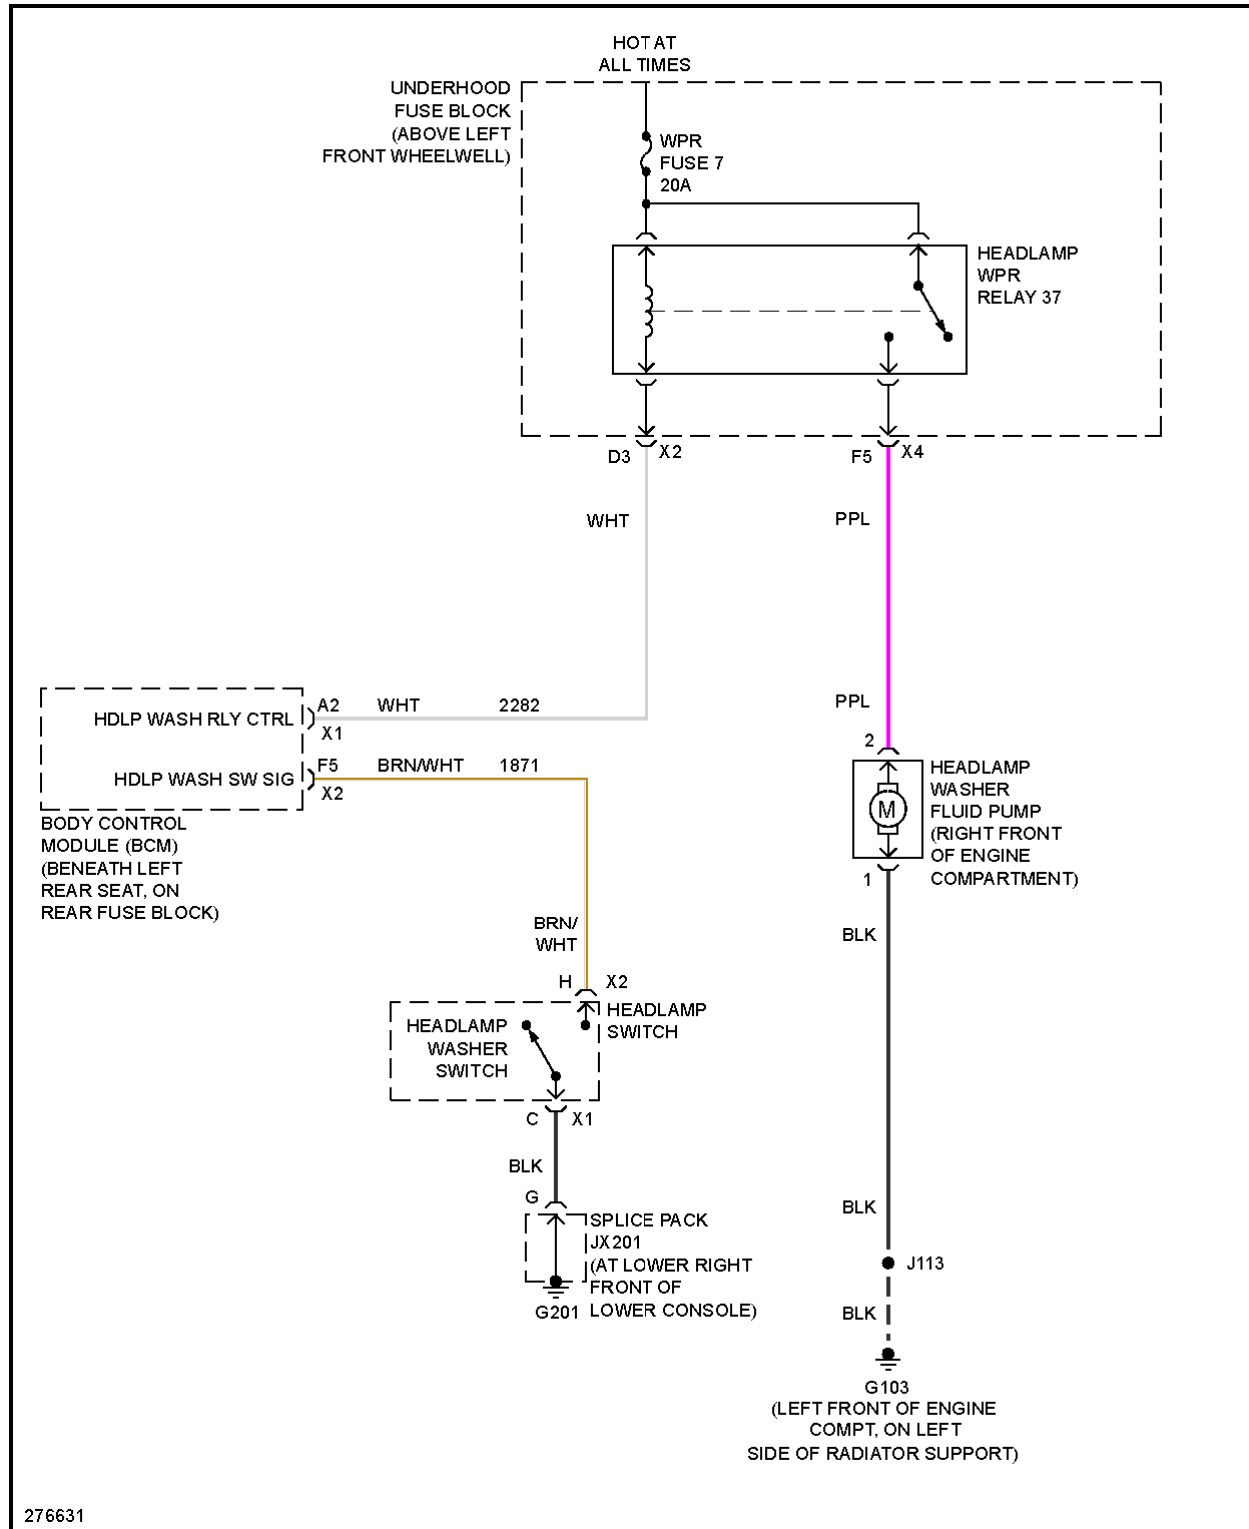 HOT AT
ALL TIMES
UNDERHOOD
FUSE BLOCK
(ABOVE LEFT
FRONT WHEELWELL)
WPR
FUSE 7
20A
HEADLAMP
WPR
RELAY 37
D3 X2
F5 X4
WHT
PPL
HDLP WASH RLY CTRL
A2 WHT 2282
X1
HDLP WASH SW SIG
F5 BRN/WHT 1871
X2
BODY CONTROL
MODULE (BCM)
(BENEATH LEFT
REAR SEAT, ON
REAR FUSE BLOCK)
PPL
2
M
HEADLAMP
WASHER
FLUID PUMP
(RIGHT FRONT
OF ENGINE
COMPARTMENT)
1
BLK
BRN/
WHT
H X2
HEADLAMP
SWITCH
HEADLAMP
WASHER
SWITCH
C X1
BLK
G
SPLICE PACK
JX201
(AT LOWER RIGHT
FRONT OF
LOWER CONSOLE)
G201
BLK
J113
BLK
G103
(LEFT FRONT OF ENGINE
COMPT, ON LEFT
SIDE OF RADIATOR SUPPORT)
276631